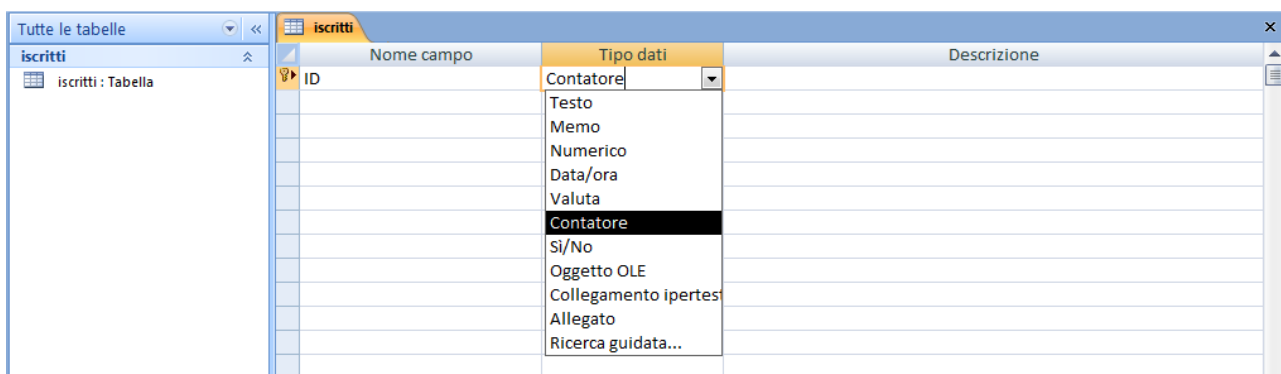 Tutte le tabelle
iscritti
iscritti : Tabella
iscritti
Nome campo Tipo dati Descrizione
ID Contatore
Testo
Memo
Numerico
Data/ora
Valuta
Contatore
Sì/No
Oggetto OLE
Collegamento ipertest
Allegato
Ricerca guidata...